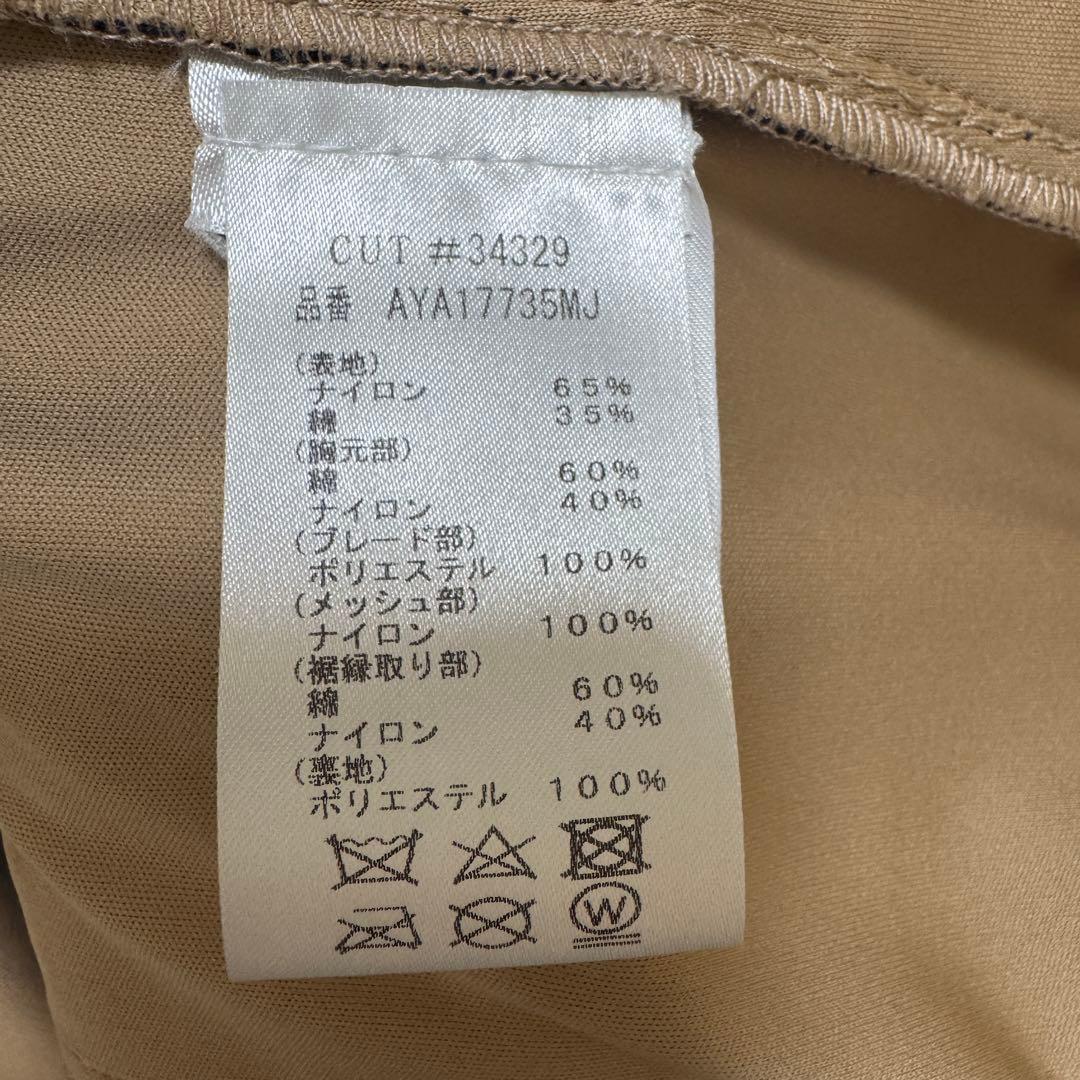 CUT #34329
品番 AYA17735MJ
(表地)
ナイロン 65%
綿 35%
(胸元部)
綿 60%
ナイロン 40%
(ブレード部)
ポリエステル 100%
(メッシュ部)
ナイロン 100%
(裾縁取り部)
綿 60%
ナイロン 40%
(裏地)
ポリエステル 100%
W